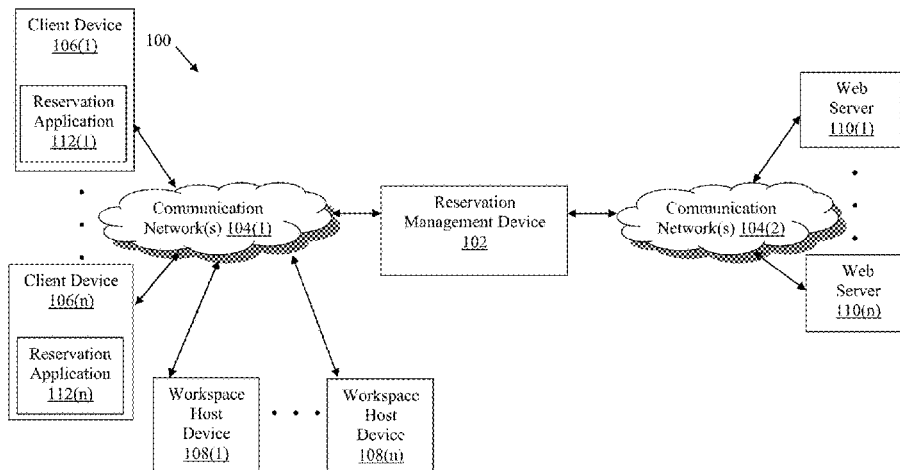 Client Device
106(1)
Reservation
Application
112(1)
100
Communication
Network(s) 104(1)
Reservation
Management Device
102
Communication
Network(s) 104(2)
Web
Server
110(1)
Web
Server
110(n)
Client Device
106(n)
Reservation
Application
112(n)
Workspace
Host
Device
108(1)
Workspace
Host
Device
108(n)